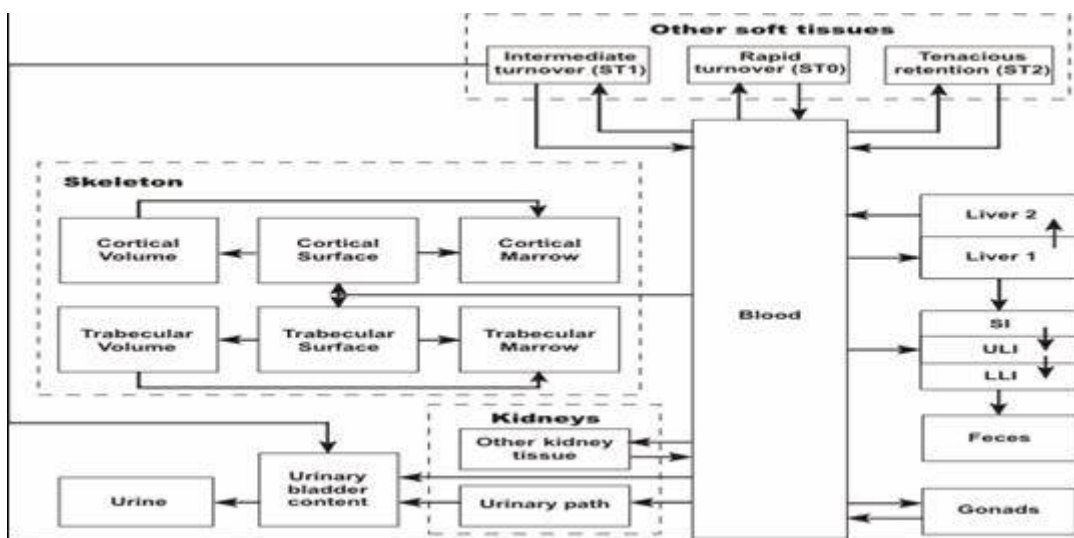 Other soft tissues
Intermediate
turnover (ST1)
Rapid
turnover (ST0)
Tenacious
retention (ST2)
Skeleton
Cortical
Volume
Cortical
Surface
Cortical
Marrow
Trabecular
Volume
Trabecular
Surface
Trabecular
Marrow
Blood
Liver 2
Liver 1
SI
ULI
LLI
Feces
Gonads
Kidneys
Other kidney
tissue
Urinary path
Urinary
bladder
content
Urine